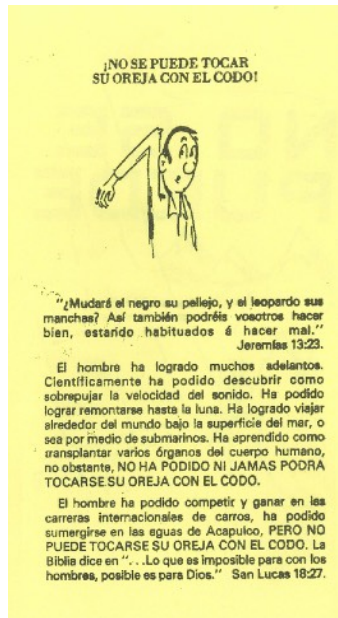 ¡NO SE PUEDE TOCAR
SU OREJA CON EL CODO!
"¿Mudará el negro su pellejo, y el leopardo sus
manchas? Así también podréis vosotros hacer
bien, estando habituados á hacer mal."
Jeremías 13:23.
El hombre ha logrado muchos adelantos.
Científicamente ha podido descubrir como
sobrepujar la velocidad del sonido. Ha podido
lograr remontarse hasta la luna. Ha logrado viajar
alrededor del mundo bajo la superficie del mar, o
sea por medio de submarinos. Ha aprendido como
transplantar varios órganos del cuerpo humano,
no obstante, NO HA PODIDO NI JAMAS PODRA
TOCARSE SU OREJA CON EL CODO.
El hombre ha podido competir y ganar en las
carreras internacionales de carros, ha podido
sumergirse en las aguas de Acapulco, PERO NO
PUEDE TOCARSE SU OREJA CON EL CODO. La
Biblia dice en "...Lo que es imposible para con los
hombres, posible es para Dios." San Lucas 18:27.